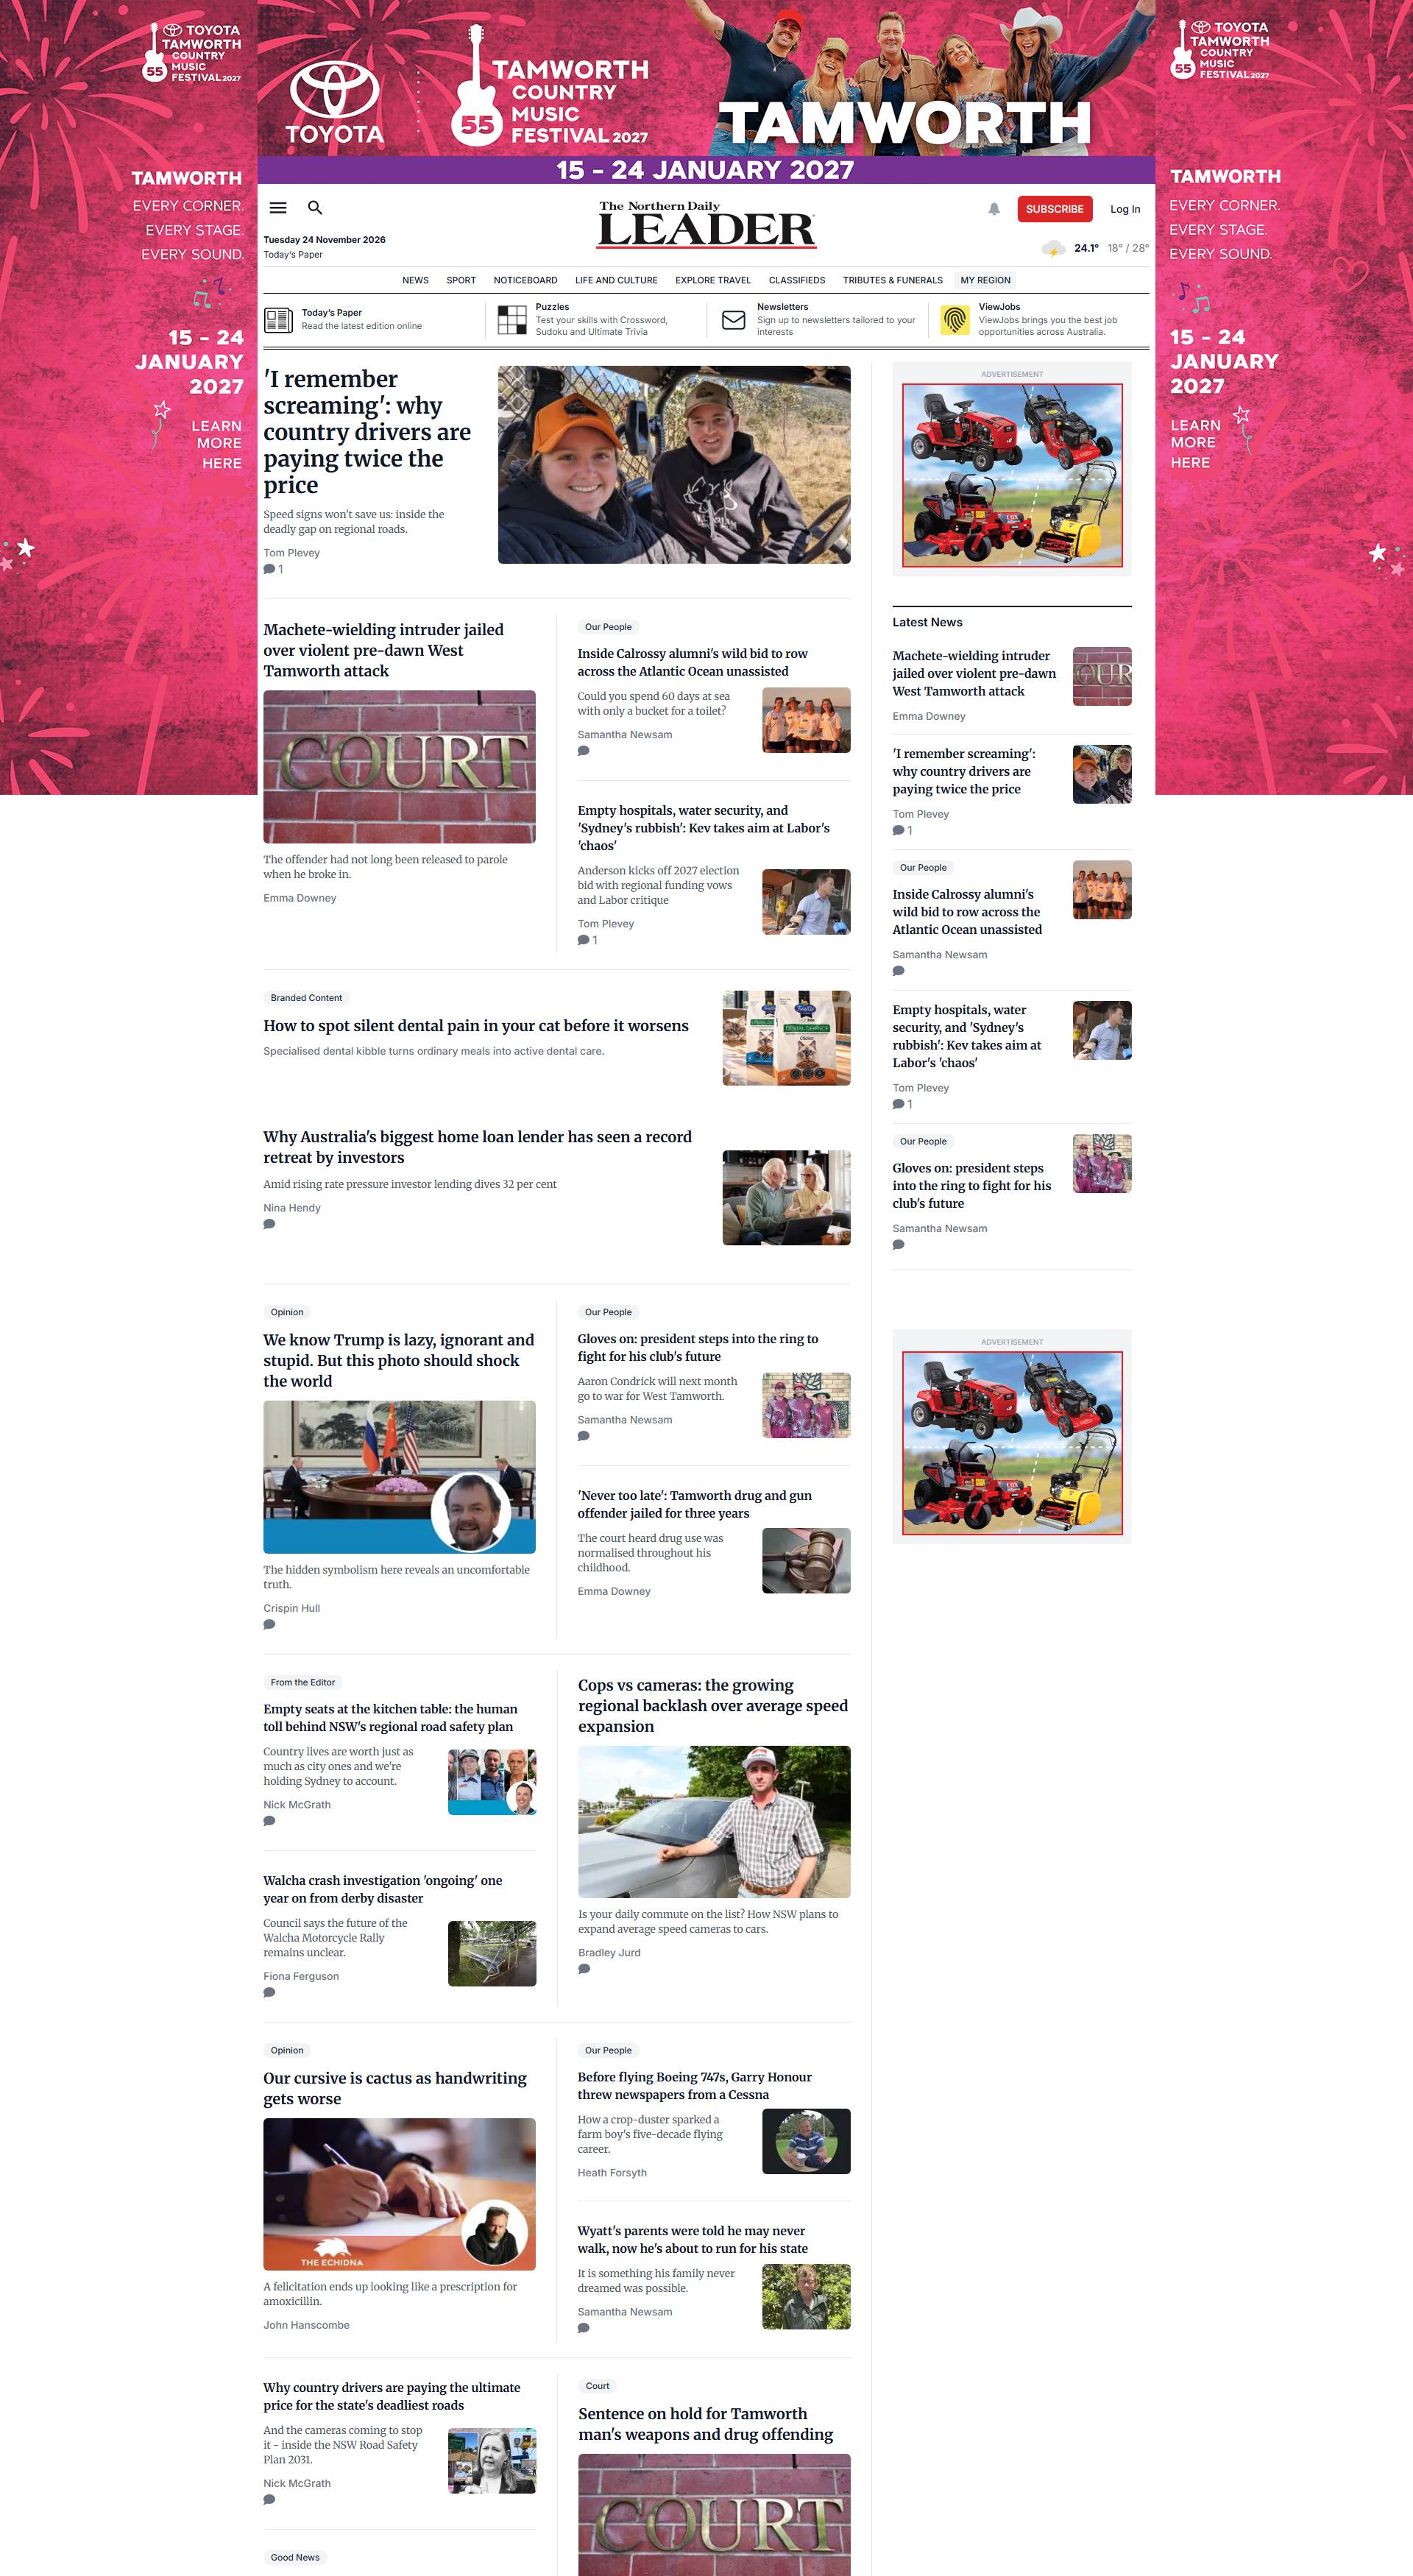 TOYOTA
TAMWORTH
COUNTRY
MUSIC
FESTIVAL 2027
55
TAMWORTH
EVERY CORNER.
EVERY STAGE.
EVERY SOUND.
15 - 24
JANUARY
2027
LEARN
MORE
HERE
TOYOTA
55
TAMWORTH
COUNTRY
MUSIC
FESTIVAL 2027
TAMWORTH
15 - 24 JANUARY 2027
TOYOTA
TAMWORTH
COUNTRY
MUSIC
FESTIVAL 2027
55
TAMWORTH
EVERY CORNER.
EVERY STAGE.
EVERY SOUND.
15 - 24
JANUARY
2027
LEARN
MORE
HERE
The Northern Daily
LEADER
SUBSCRIBE
Log In
Tuesday 24 November 2026
Today's Paper
24.1° 18° / 28°
NEWS SPORT NOTICEBOARD LIFE AND CULTURE EXPLORE TRAVEL CLASSIFIEDS TRIBUTES & FUNERALS MY REGION
Today's Paper
Read the latest edition online
Puzzles
Test your skills with Crossword,
Sudoku and Ultimate Trivia
Newsletters
Sign up to newsletters tailored to your
interests
ViewJobs
ViewJobs brings you the best job
opportunities across Australia.
'I remember
screaming': why
country drivers are
paying twice the
price
Speed signs won't save us: inside the
deadly gap on regional roads.
Tom Plevey
1
Machete-wielding intruder jailed
over violent pre-dawn West
Tamworth attack
COURT
The offender had not long been released to parole
when he broke in.
Emma Downey
Our People
Inside Calrossy alumni's wild bid to row
across the Atlantic Ocean unassisted
Could you spend 60 days at sea
with only a bucket for a toilet?
Samantha Newsam
Empty hospitals, water security, and
'Sydney's rubbish': Kev takes aim at Labor's
'chaos'
Anderson kicks off 2027 election
bid with regional funding vows
and Labor critique
Tom Plevey
1
Branded Content
How to spot silent dental pain in your cat before it worsens
Specialised dental kibble turns ordinary meals into active dental care.
Why Australia's biggest home loan lender has seen a record
retreat by investors
Amid rising rate pressure investor lending dives 32 per cent
Nina Hendy
Opinion
We know Trump is lazy, ignorant and
stupid. But this photo should shock
the world
The hidden symbolism here reveals an uncomfortable
truth.
Crispin Hull
Our People
Gloves on: president steps into the ring to
fight for his club's future
Aaron Condrick will next month
go to war for West Tamworth.
Samantha Newsam
'Never too late': Tamworth drug and gun
offender jailed for three years
The court heard drug use was
normalised throughout his
childhood.
Emma Downey
From the Editor
Empty seats at the kitchen table: the human
toll behind NSW's regional road safety plan
Country lives are worth just as
much as city ones and we're
holding Sydney to account.
Nick McGrath
Walcha crash investigation 'ongoing' one
year on from derby disaster
Council says the future of the
Walcha Motorcycle Rally
remains unclear.
Fiona Ferguson
Cops vs cameras: the growing
regional backlash over average speed
expansion
Is your daily commute on the list? How NSW plans to
expand average speed cameras to cars.
Bradley Jurd
Opinion
Our cursive is cactus as handwriting
gets worse
THE ECHIDNA
A felicitation ends up looking like a prescription for
amoxicillin.
John Hanscombe
Our People
Before flying Boeing 747s, Garry Honour
threw newspapers from a Cessna
How a crop-duster sparked a
farm boy's five-decade flying
career.
Heath Forsyth
Wyatt's parents were told he may never
walk, now he's about to run for his state
It is something his family never
dreamed was possible.
Samantha Newsam
Why country drivers are paying the ultimate
price for the state's deadliest roads
And the cameras coming to stop
it - inside the NSW Road Safety
Plan 2031.
Nick McGrath
Good News
Court
Sentence on hold for Tamworth
man's weapons and drug offending
COURT
ADVERTISEMENT
Latest News
Machete-wielding intruder
jailed over violent pre-dawn
West Tamworth attack
Emma Downey
'I remember screaming':
why country drivers are
paying twice the price
Tom Plevey
1
Our People
Inside Calrossy alumni's
wild bid to row across the
Atlantic Ocean unassisted
Samantha Newsam
Empty hospitals, water
security, and 'Sydney's
rubbish': Kev takes aim at
Labor's 'chaos'
Tom Plevey
1
Our People
Gloves on: president steps
into the ring to fight for his
club's future
Samantha Newsam
ADVERTISEMENT